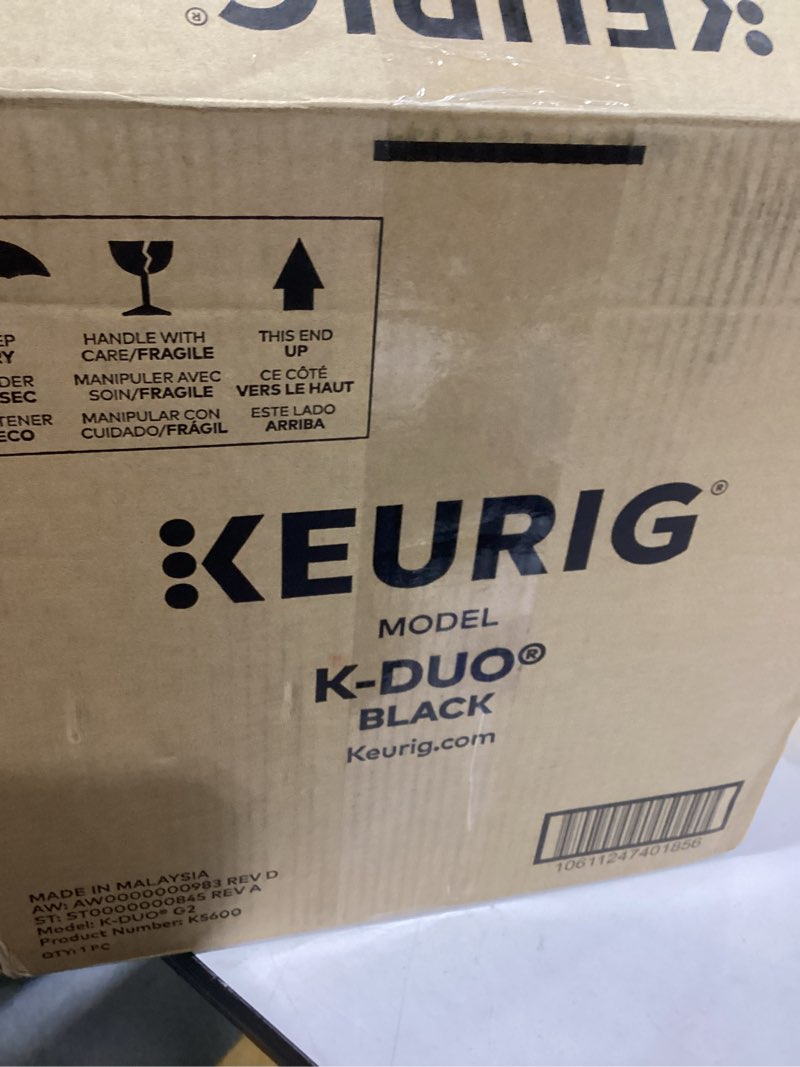 KEURIG®
HANDLE WITH
CARE/FRAGILE
MANIPULER AVEC
SOIN/FRAGILE
MANIPULAR CON
CUIDADO/FRÁGIL
THIS END
UP
CE CÔTÉ
VERS LE HAUT
ESTE LADO
ARRIBA
KEURIG®
MODEL
K-DUO®
BLACK
Keurig.com
10611247401856
MADE IN MALAYSIA
AW: AW0000000983 REV D
ST: ST0000000845 REV A
Model: K-DUO® G2
Product Number: K5600
QTY: 1 PC